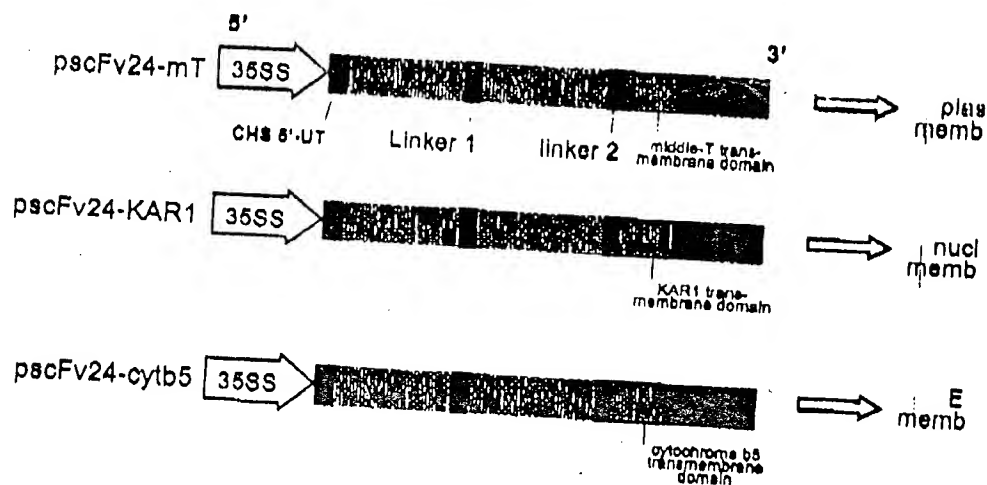 5'
3'
pscFv24-mT
35SS
plas
memb
CHS 5'-UT
Linker 1
linker 2
middle-T trans-
membrane domain
pscFv24-KAR1
35SS
nucl
memb
KAR1 trans-
membrane domain
pscFv24-cytb5
35SS
E
memb
cytochrome b5
transmembrane
domain